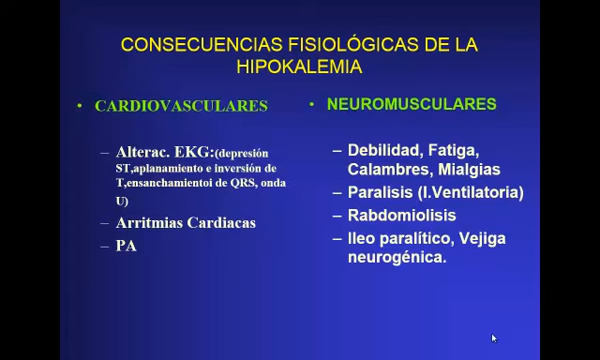 CONSECUENCIAS FISIOLÓGICAS DE LA
HIPOKALEMIA
• CARDIOVASCULARES
– Alterac. EKG:(depresión
ST,aplanamiento e inversión de
T,ensanchamientoi de QRS, onda
U)
– Arritmias Cardiacas
– PA
• NEUROMUSCULARES
– Debilidad, Fatiga,
Calambres, Mialgias
– Paralisis (I.Ventilatoria)
– Rabdomiolisis
– Ileo paralítico, Vejiga
neurogénica.